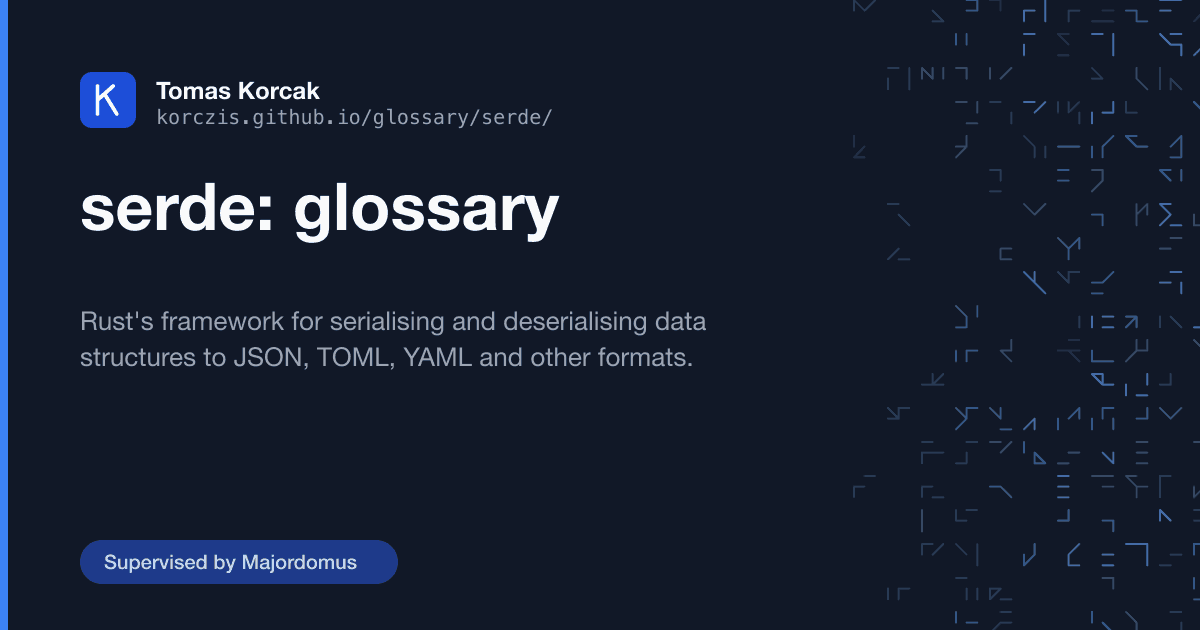 Tomas Korcak
korczis.github.io/glossary/serde/
serde: glossary
Rust's framework for serialising and deserialising data
structures to JSON, TOML, YAML and other formats.
Supervised by Majordomus